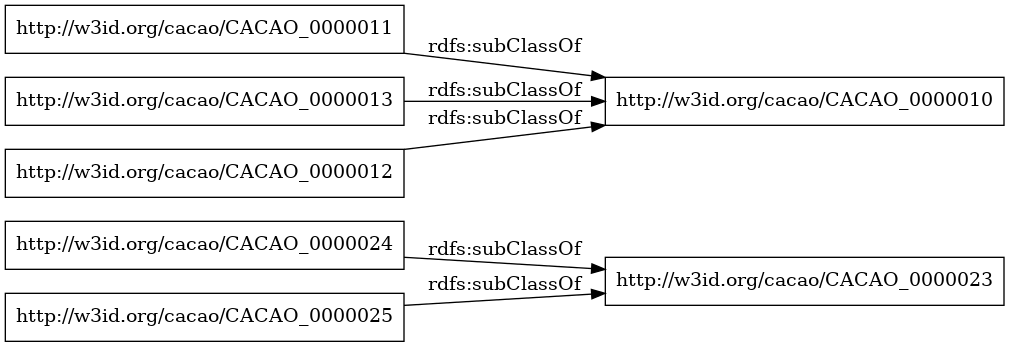 http://w3id.org/cacao/CACAO_0000011
rdfs:subClassOf
http://w3id.org/cacao/CACAO_0000013
rdfs:subClassOf
http://w3id.org/cacao/CACAO_0000010
rdfs:subClassOf
http://w3id.org/cacao/CACAO_0000012
http://w3id.org/cacao/CACAO_0000024
rdfs:subClassOf
http://w3id.org/cacao/CACAO_0000023
rdfs:subClassOf
http://w3id.org/cacao/CACAO_0000025